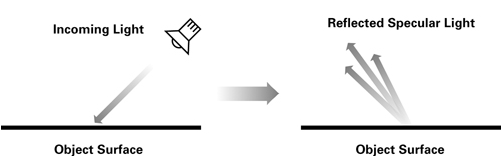 Incoming Light
Reflected Specular Light
Object Surface
Object Surface